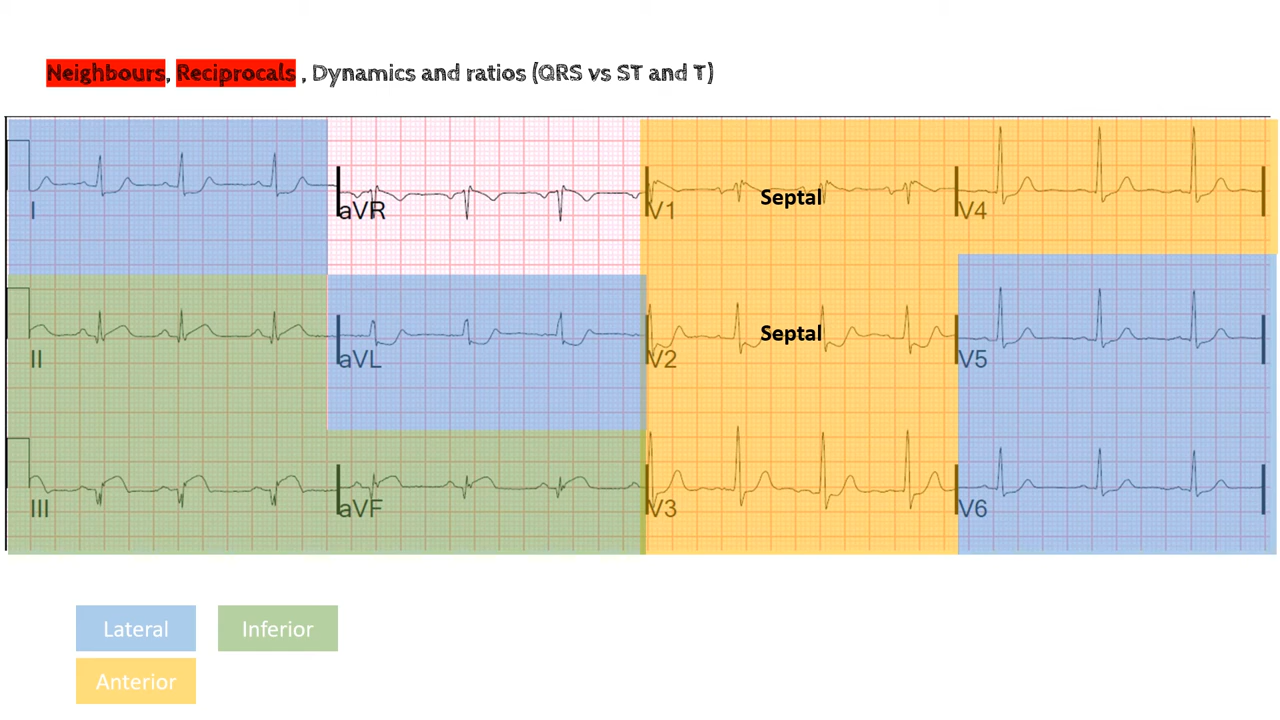 Neighbours, Reciprocals , Dynamics and ratios (QRS vs ST and T)
I aVR V1 Septal V4
II aVL V2 Septal V5
III aVF V3 V6
Lateral Inferior
Anterior